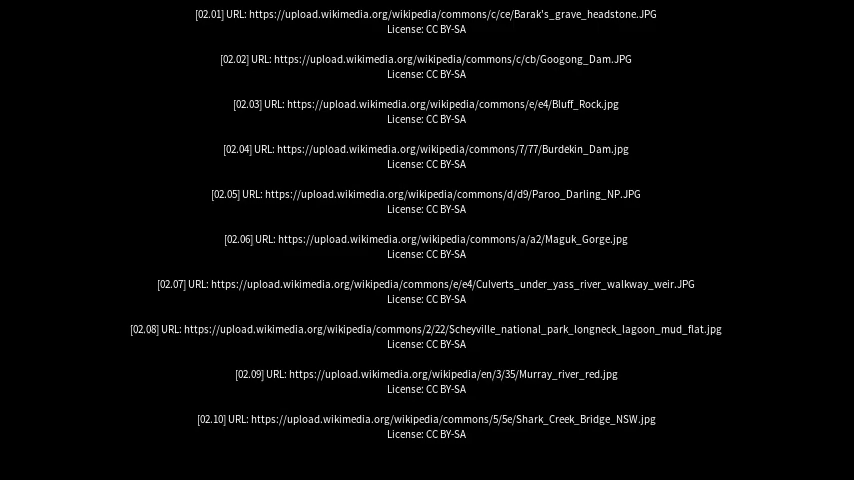 [02.01] URL: https://upload.wikimedia.org/wikipedia/commons/c/ce/Barak's_grave_headstone.JPG
License: CC BY-SA
[02.02] URL: https://upload.wikimedia.org/wikipedia/commons/c/cb/Googong_Dam.JPG
License: CC BY-SA
[02.03] URL: https://upload.wikimedia.org/wikipedia/commons/e/e4/Bluff_Rock.jpg
License: CC BY-SA
[02.04] URL: https://upload.wikimedia.org/wikipedia/commons/7/77/Burdekin_Dam.jpg
License: CC BY-SA
[02.05] URL: https://upload.wikimedia.org/wikipedia/commons/d/d9/Paroo_Darling_NP.JPG
License: CC BY-SA
[02.06] URL: https://upload.wikimedia.org/wikipedia/commons/a/a2/Maguk_Gorge.jpg
License: CC BY-SA
[02.07] URL: https://upload.wikimedia.org/wikipedia/commons/e/e4/Culverts_under_yass_river_walkway_weir.JPG
License: CC BY-SA
[02.08] URL: https://upload.wikimedia.org/wikipedia/commons/2/22/Scheyville_national_park_longneck_lagoon_mud_flat.jpg
License: CC BY-SA
[02.09] URL: https://upload.wikimedia.org/wikipedia/en/3/35/Murray_river_red.jpg
License: CC BY-SA
[02.10] URL: https://upload.wikimedia.org/wikipedia/commons/5/5e/Shark_Creek_Bridge_NSW.jpg
License: CC BY-SA